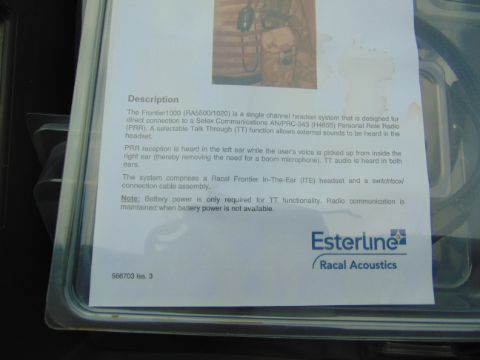 Description
The Frontier1000 (RA5500/1020) is a single channel headset system that is designed for
direct connection to a Selex Communications AN/PRC-343 (H4855) Personal Role Radio
(PRR). A selectable Talk Through (TT) function allows external sounds to be heard in the
headset.
PRR reception is heard in the left ear while the user's voice is picked up from inside the
right ear (thereby removing the need for a boom microphone). TT audio is heard in both
ears.
The system comprises a Racal Frontier In-The-Ear (ITE) headset and a switchbox/
connection cable assembly.
Note: Battery power is only required for TT functionality. Radio communication is
maintained when battery power is not available.
Esterline
Racal Acoustics
566703 Iss. 3